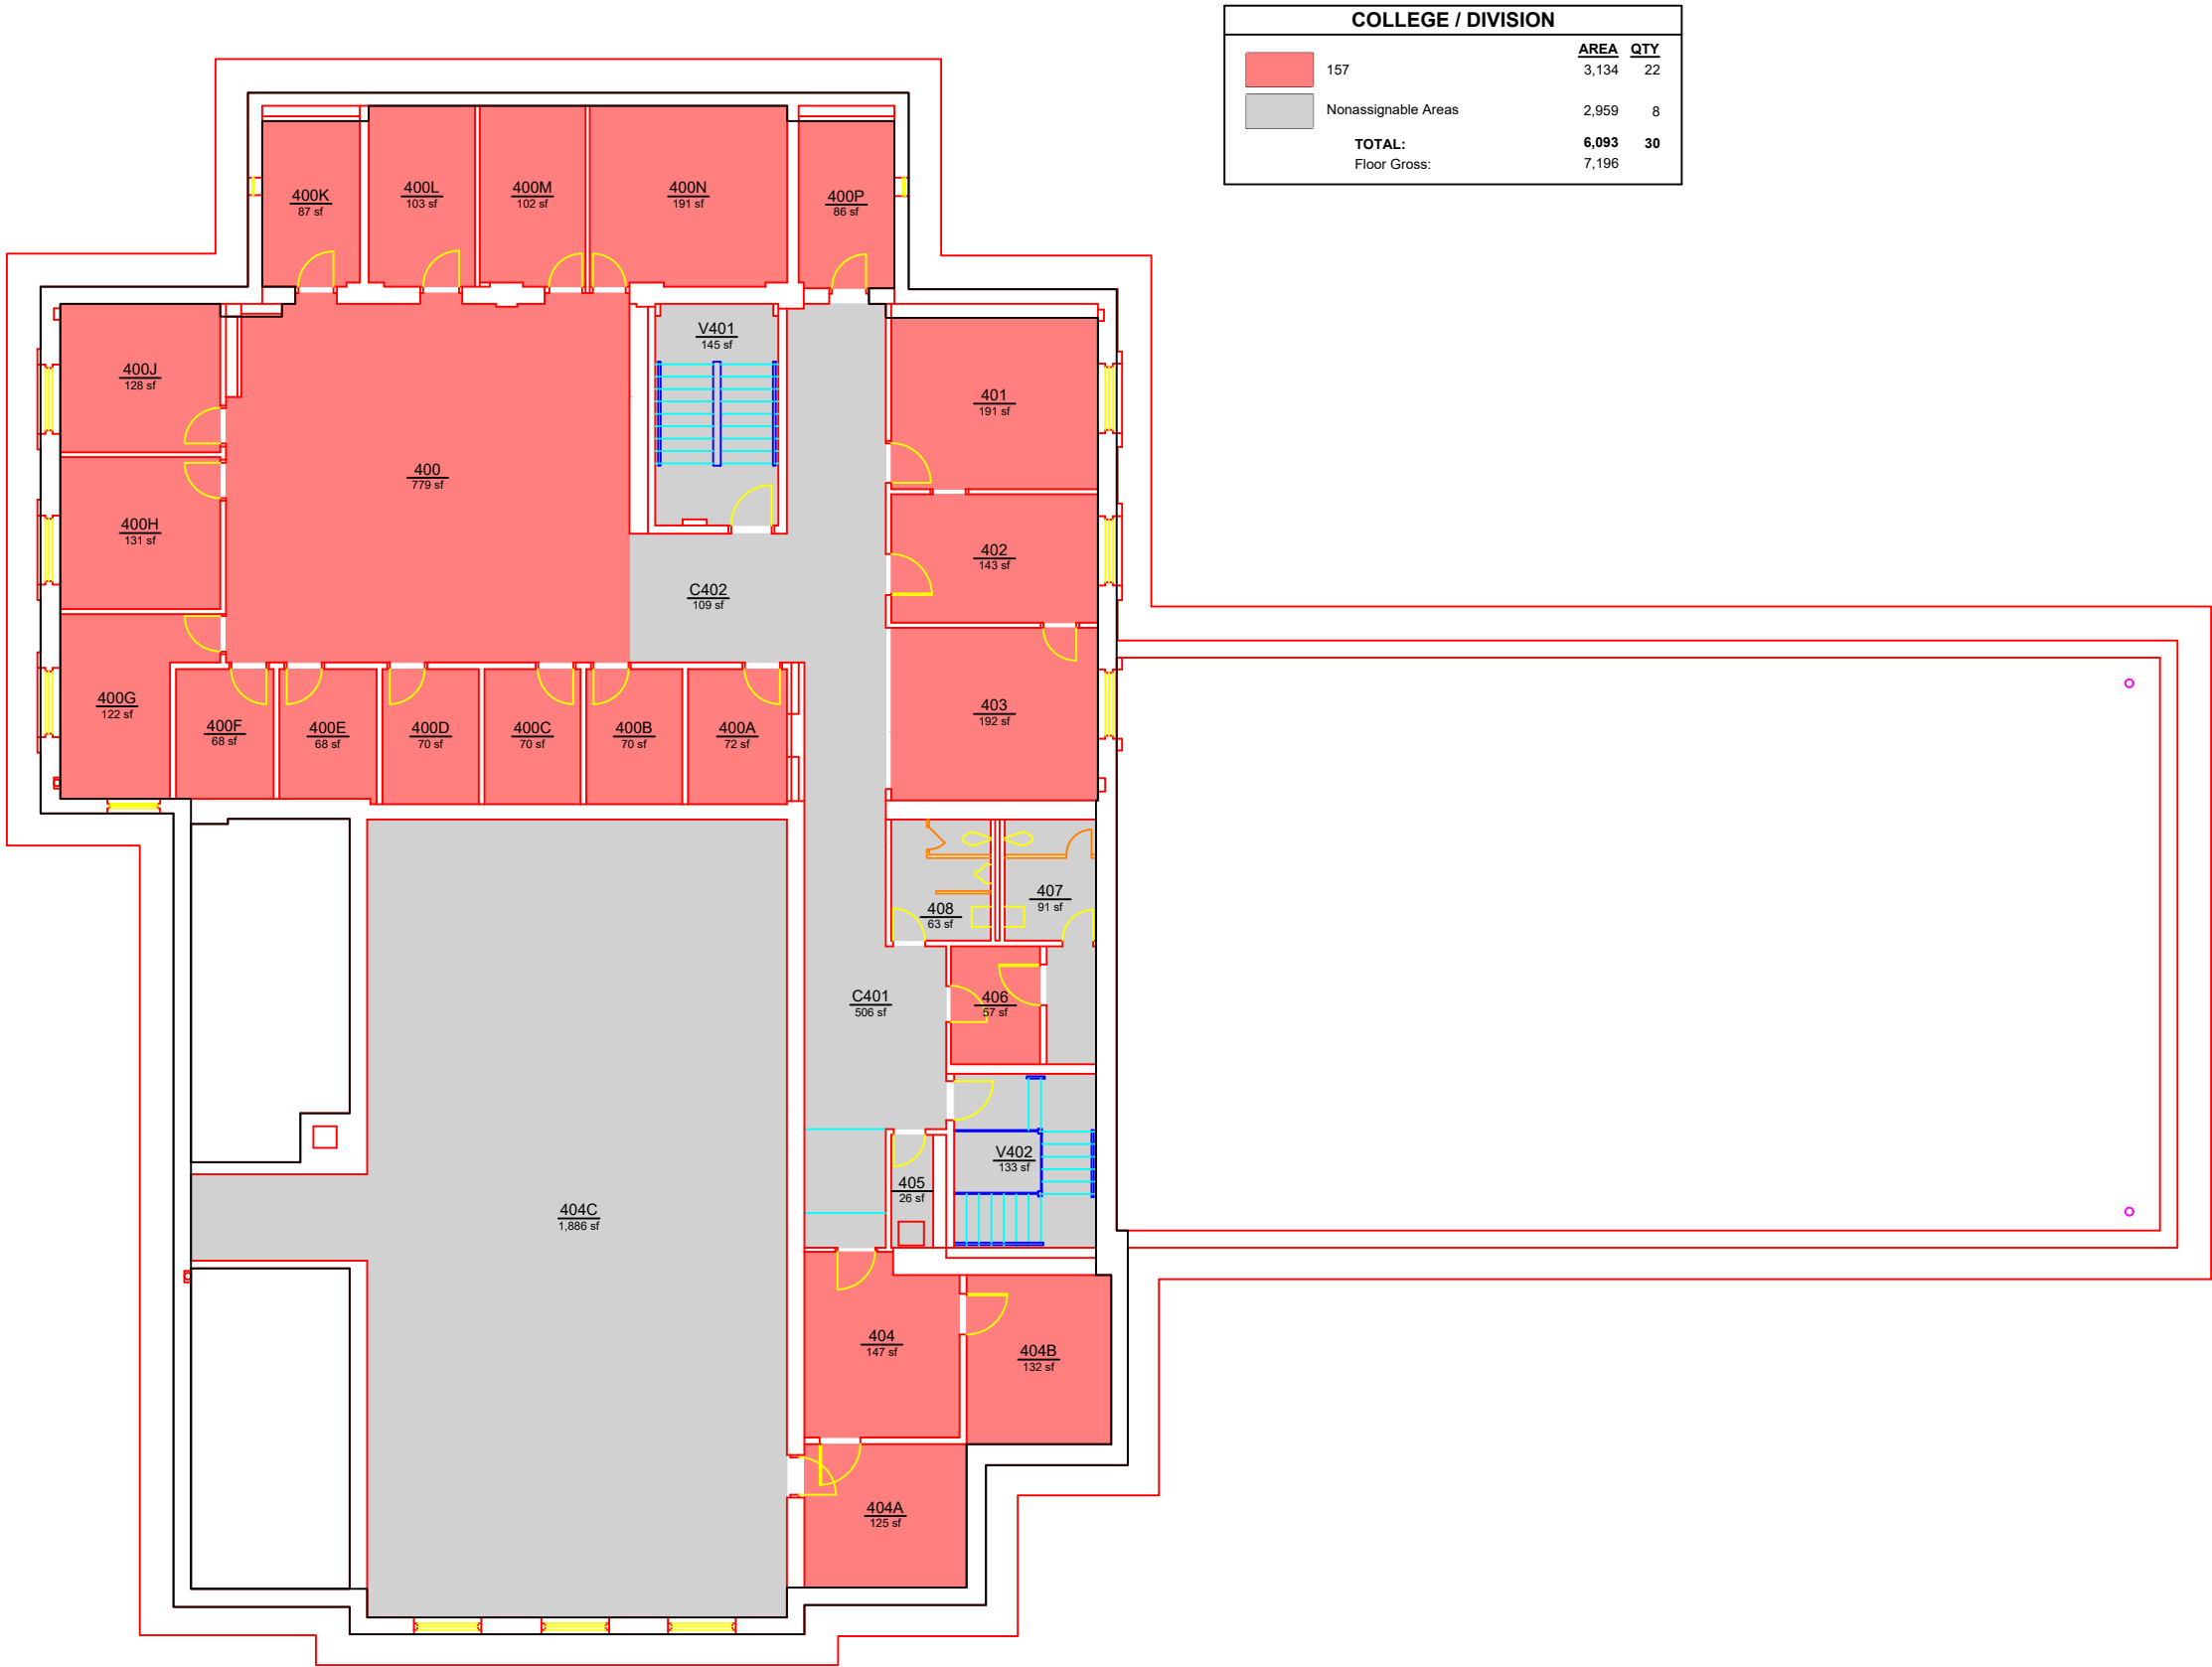 COLLEGE / DIVISION
AREA QTY
157 3,134 22
Nonassignable Areas 2,959 8
TOTAL: 6,093 30
Floor Gross: 7,196
400K
87 sf
400L
103 sf
400M
102 sf
400N
191 sf
400P
86 sf
V401
145 sf
400J
128 sf
401
191 sf
400
779 sf
400H
131 sf
402
143 sf
C402
109 sf
400G
122 sf
400F
68 sf
400E
68 sf
400D
70 sf
400C
70 sf
400B
70 sf
400A
72 sf
403
192 sf
408
63 sf
407
91 sf
C401
506 sf
406
57 sf
V402
133 sf
405
26 sf
404C
1,886 sf
404
147 sf
404B
132 sf
404A
125 sf